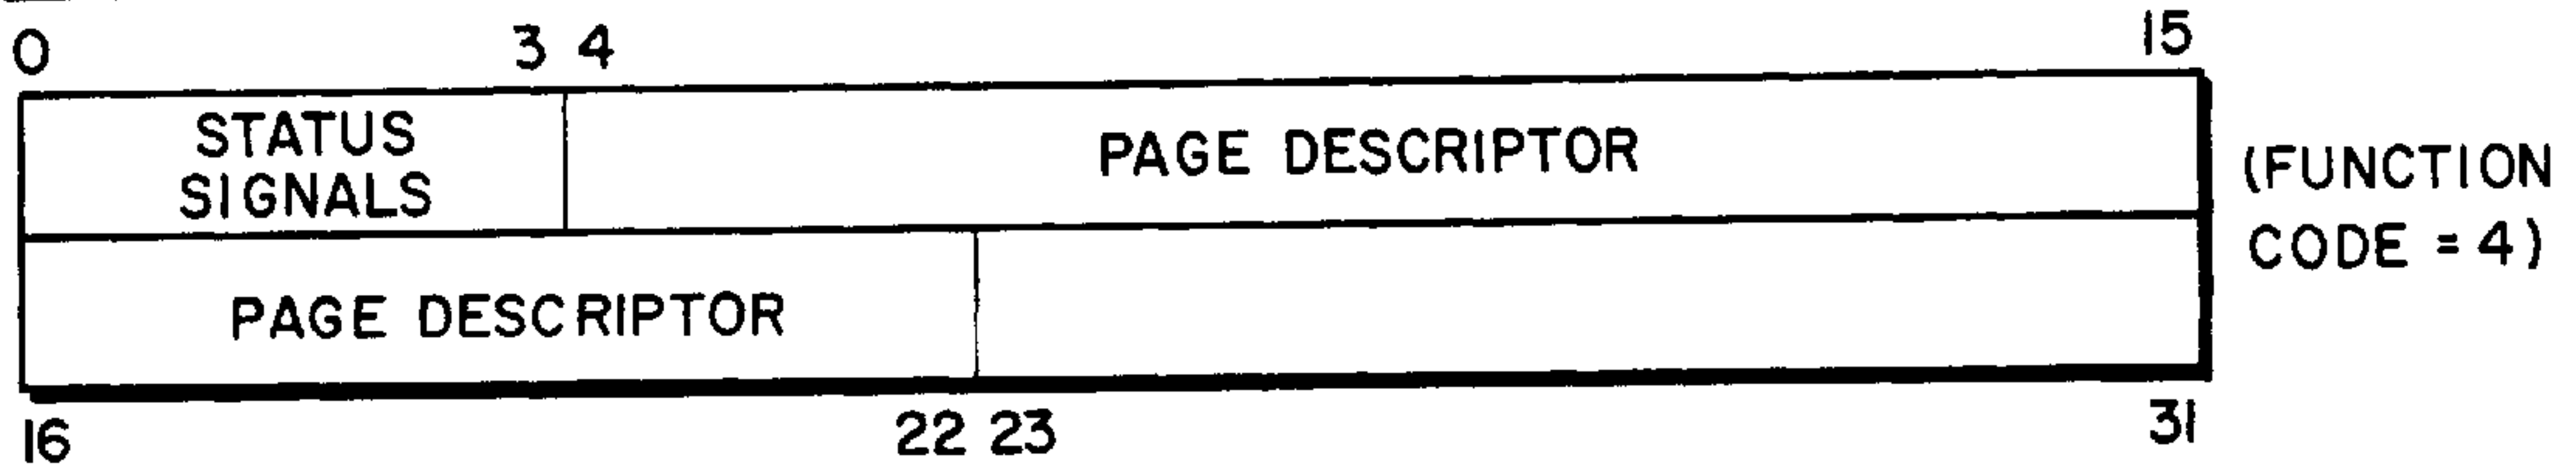 0 3 4 15
STATUS
SIGNALS
PAGE DESCRIPTOR
(FUNCTION
CODE = 4)
PAGE DESCRIPTOR
16 22 23 31